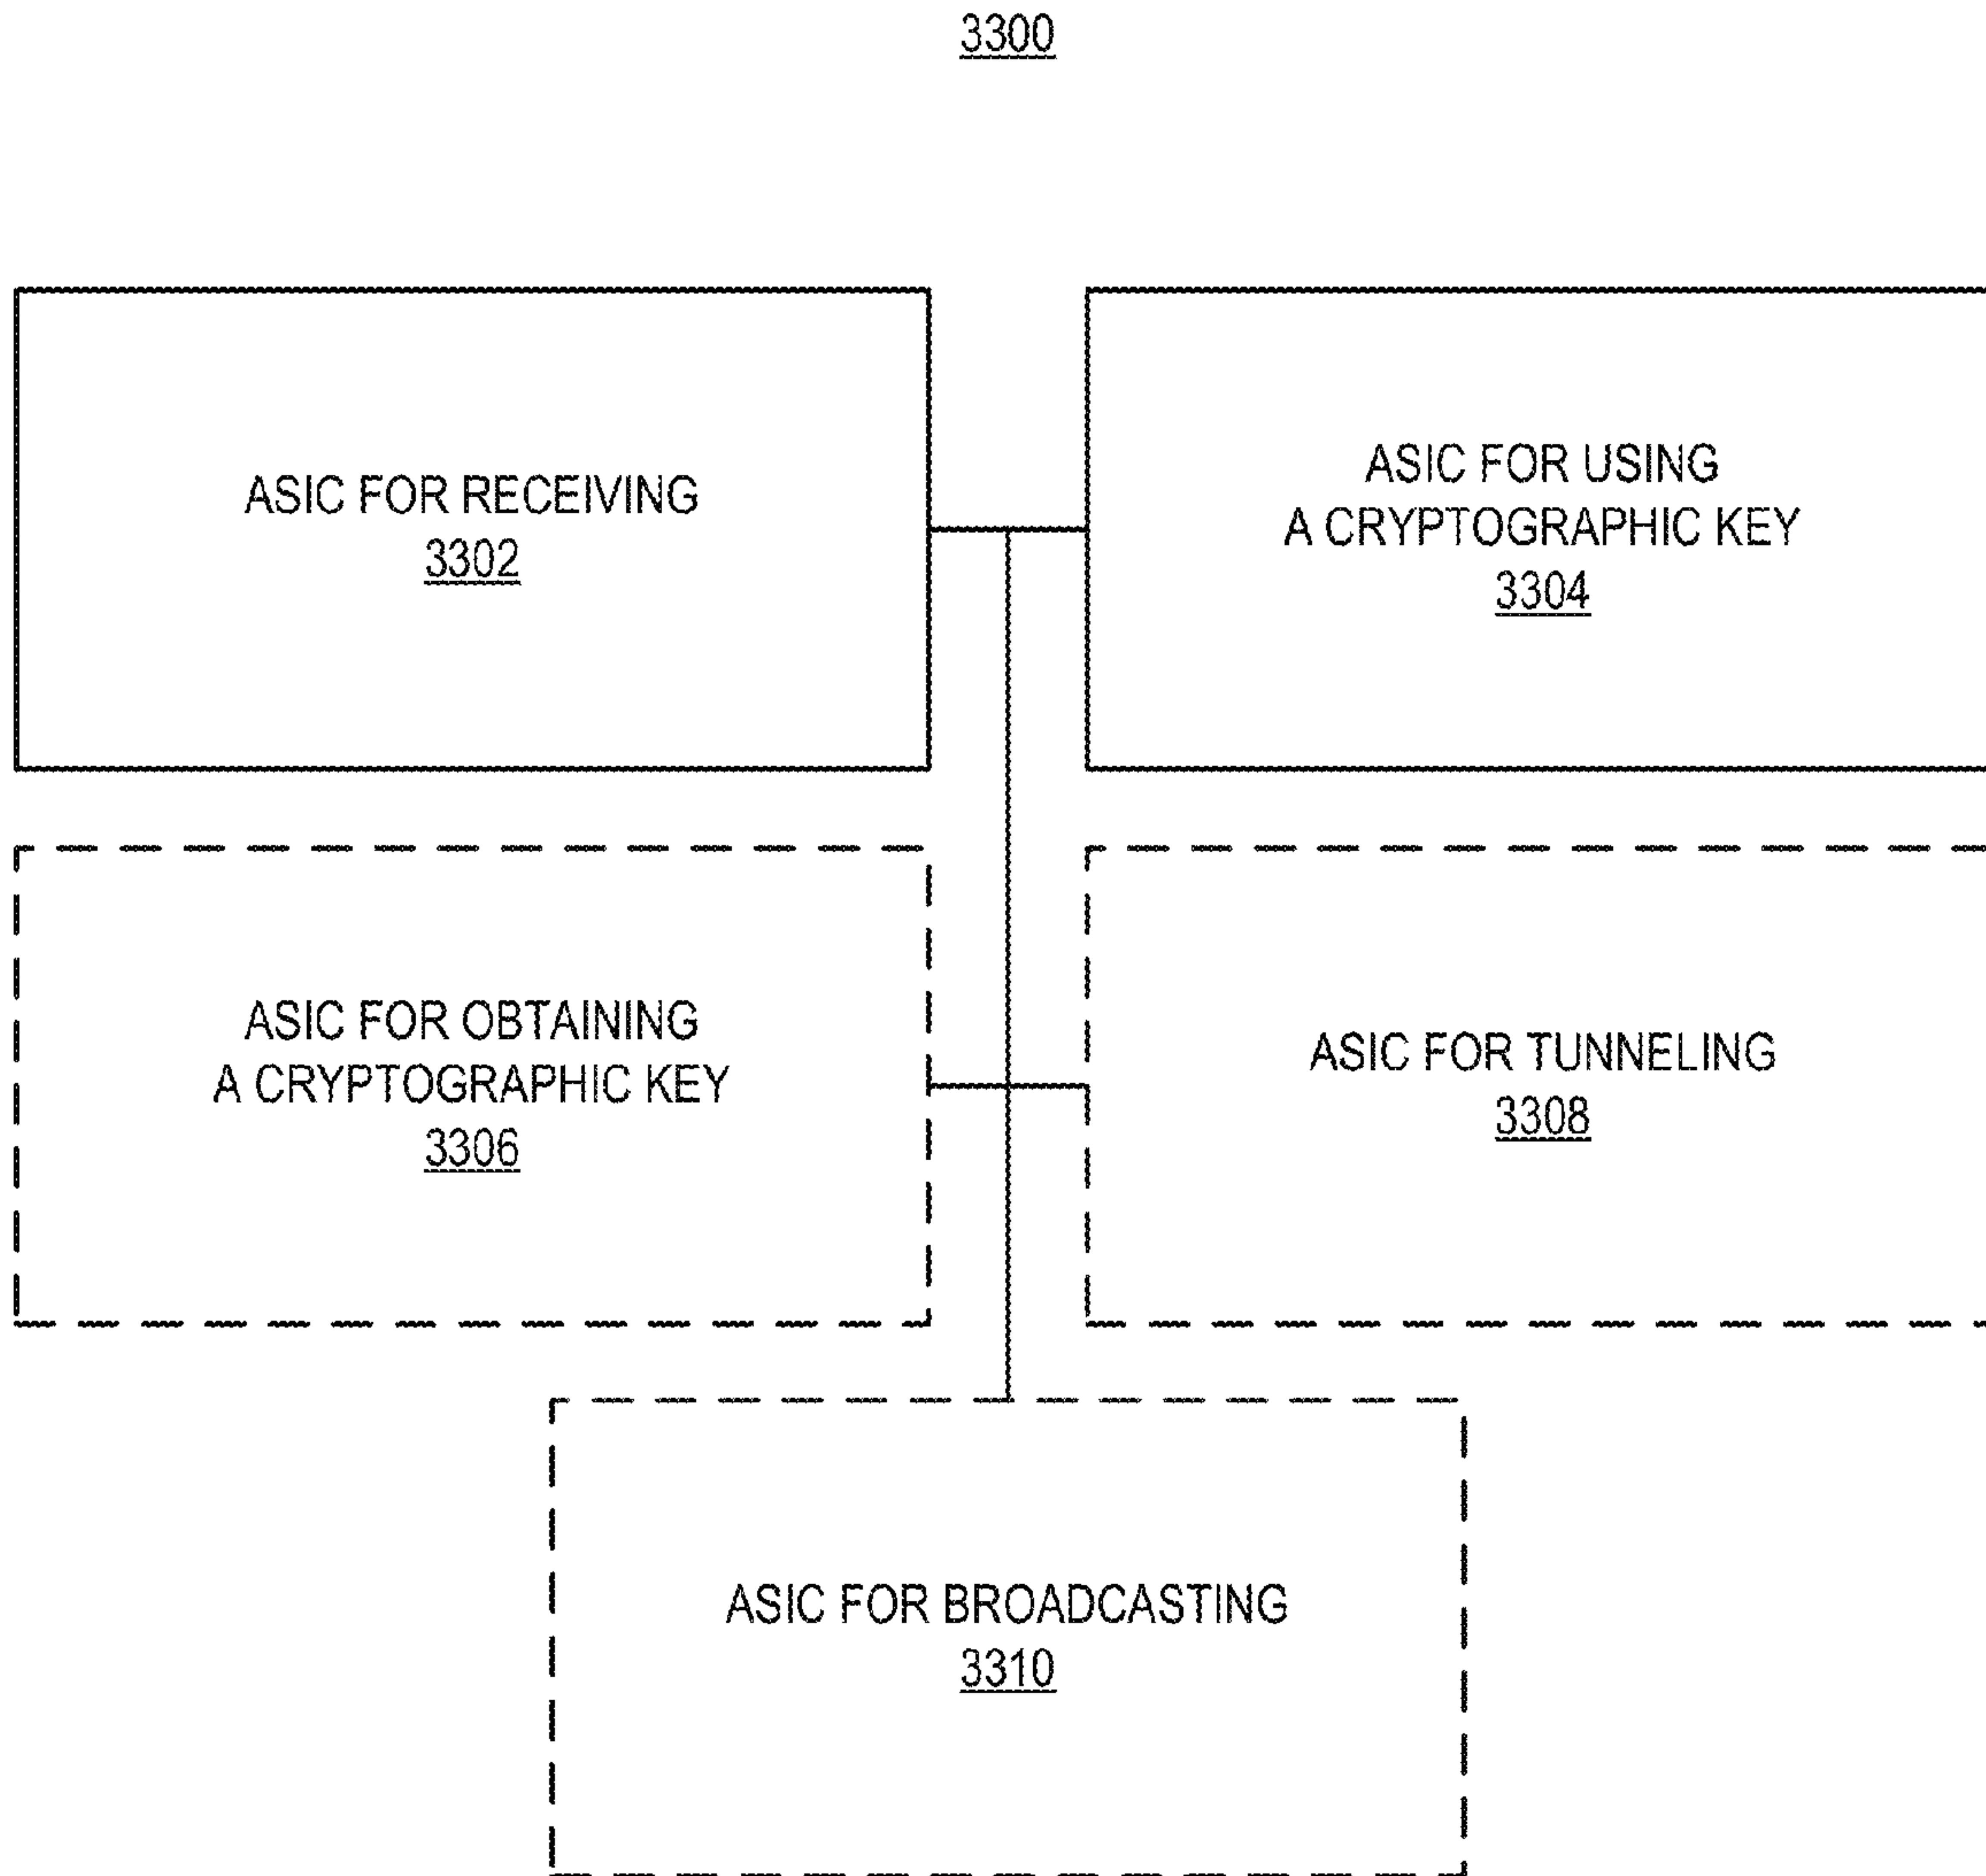 3300
ASIC FOR RECEIVING
3302
ASIC FOR USING
A CRYPTOGRAPHIC KEY
3304
ASIC FOR OBTAINING
A CRYPTOGRAPHIC KEY
3306
ASIC FOR TUNNELING
3308
ASIC FOR BROADCASTING
3310